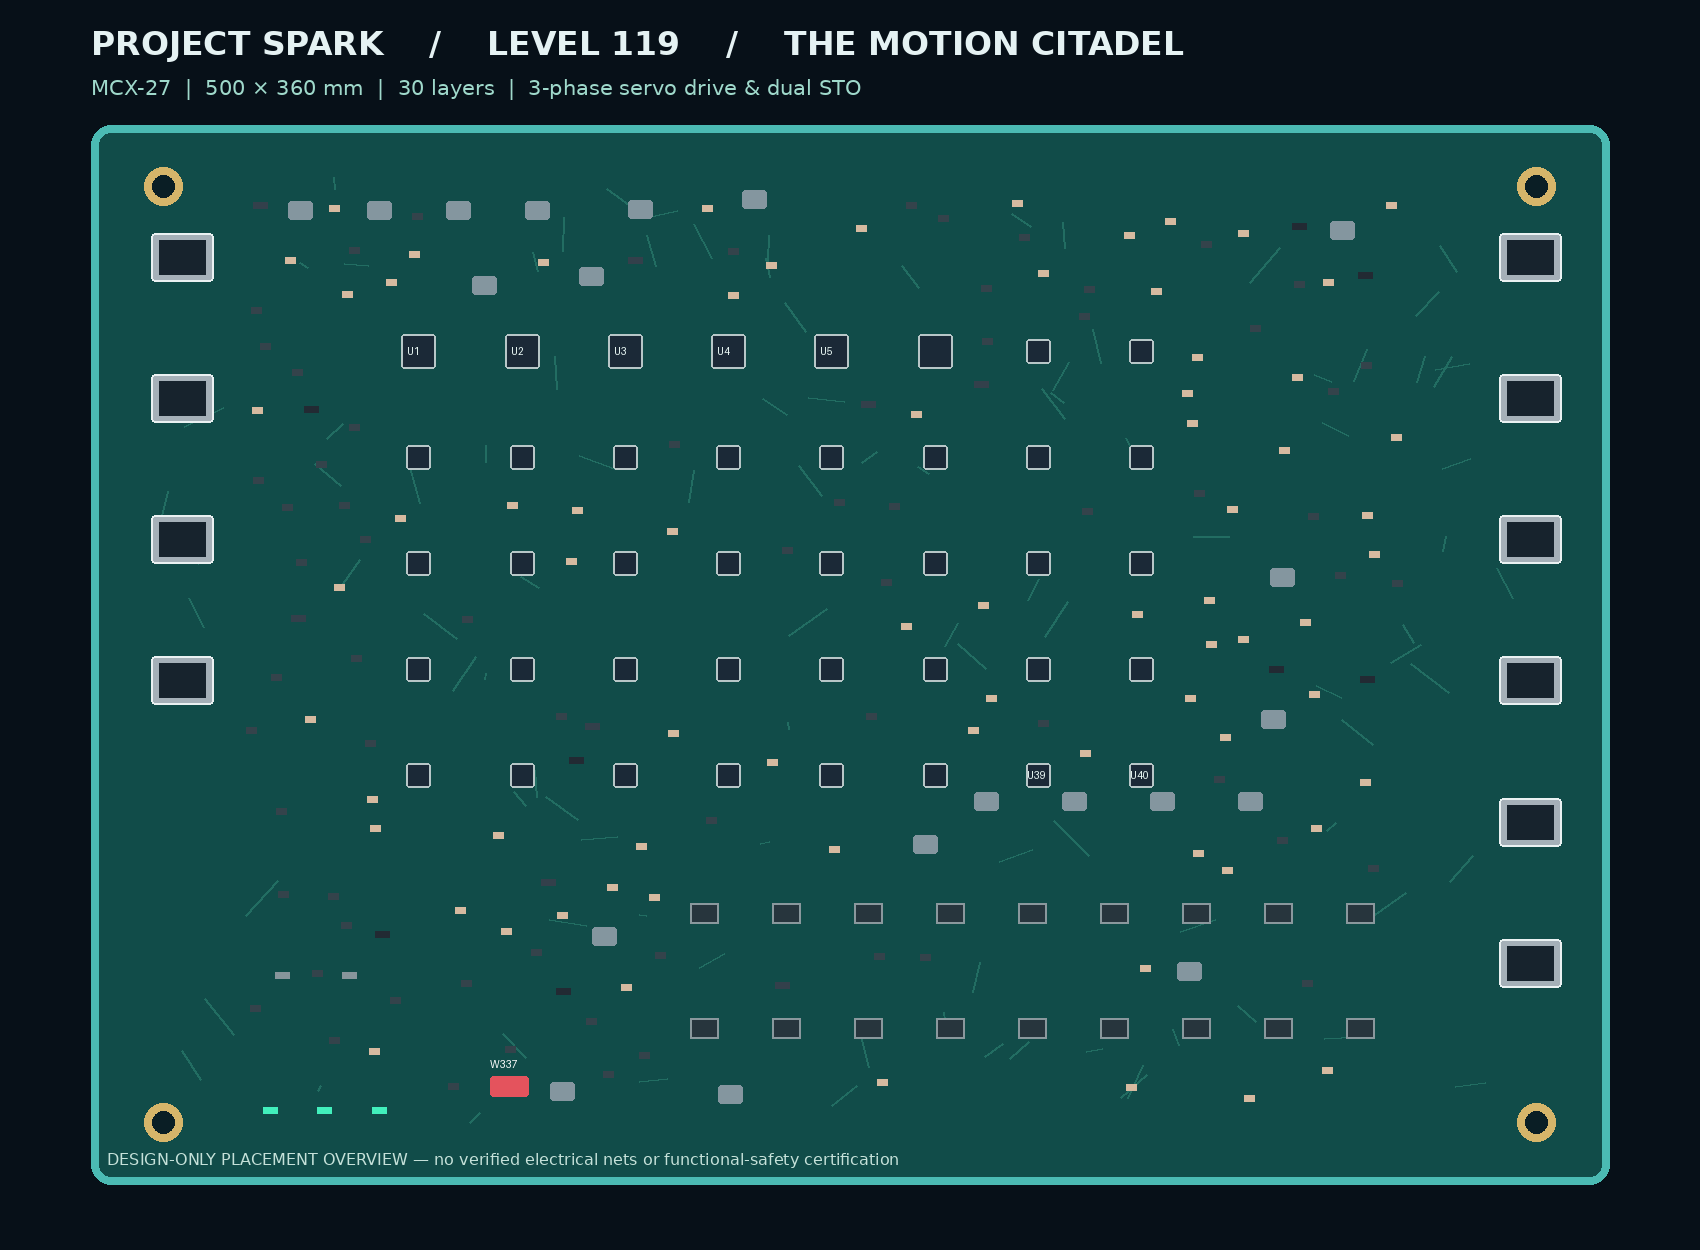 PROJECT SPARK / LEVEL 119 / THE MOTION CITADEL
MCX-27 | 500 × 360 mm | 30 layers | 3-phase servo drive & dual STO
U1 U2 U3 U4 U5
U39 U40
W337
DESIGN-ONLY PLACEMENT OVERVIEW — no verified electrical nets or functional-safety certification